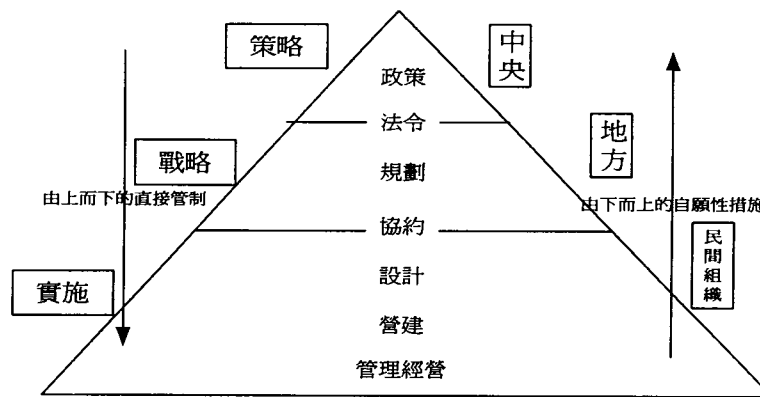 策略
中央
政策
法令
地方
戰略
規劃
由上而下的直接管制
由下而上的自願性措施
協約
民間組織
設計
實施
營建
管理經營